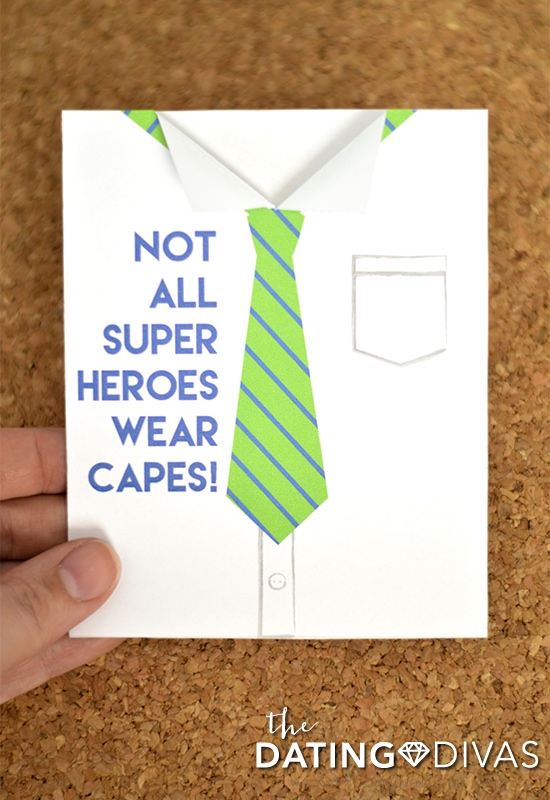 NOT
ALL
SUPER
HEROES
WEAR
CAPES!
the
DATING DIVAS